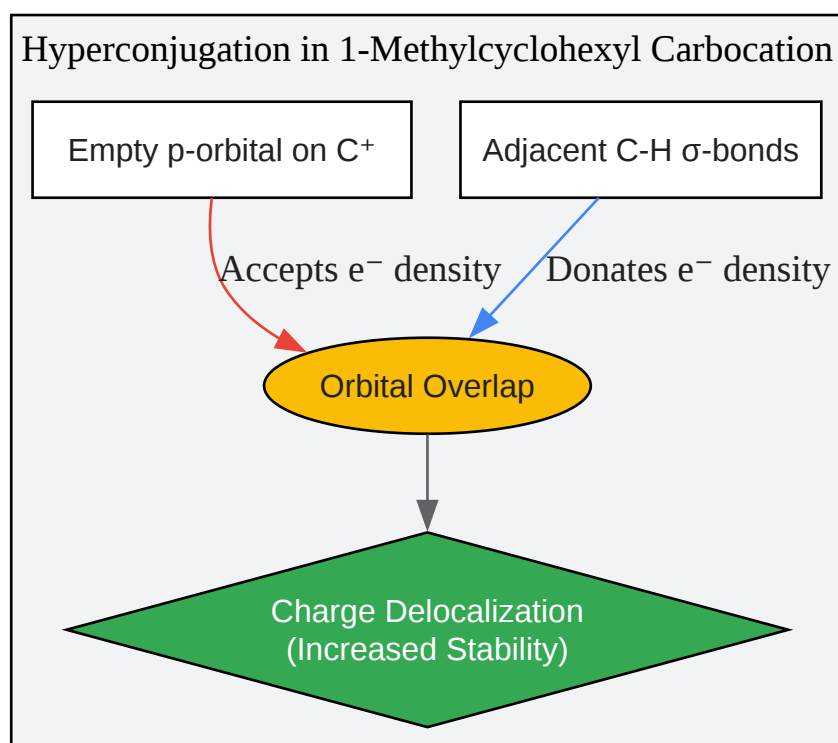 Hyperconjugation in 1-Methylcyclohexyl Carbocation
Empty p-orbital on C⁺
Adjacent C-H σ-bonds
Accepts e⁻ density
Donates e⁻ density
Orbital Overlap
Charge Delocalization
(Increased Stability)